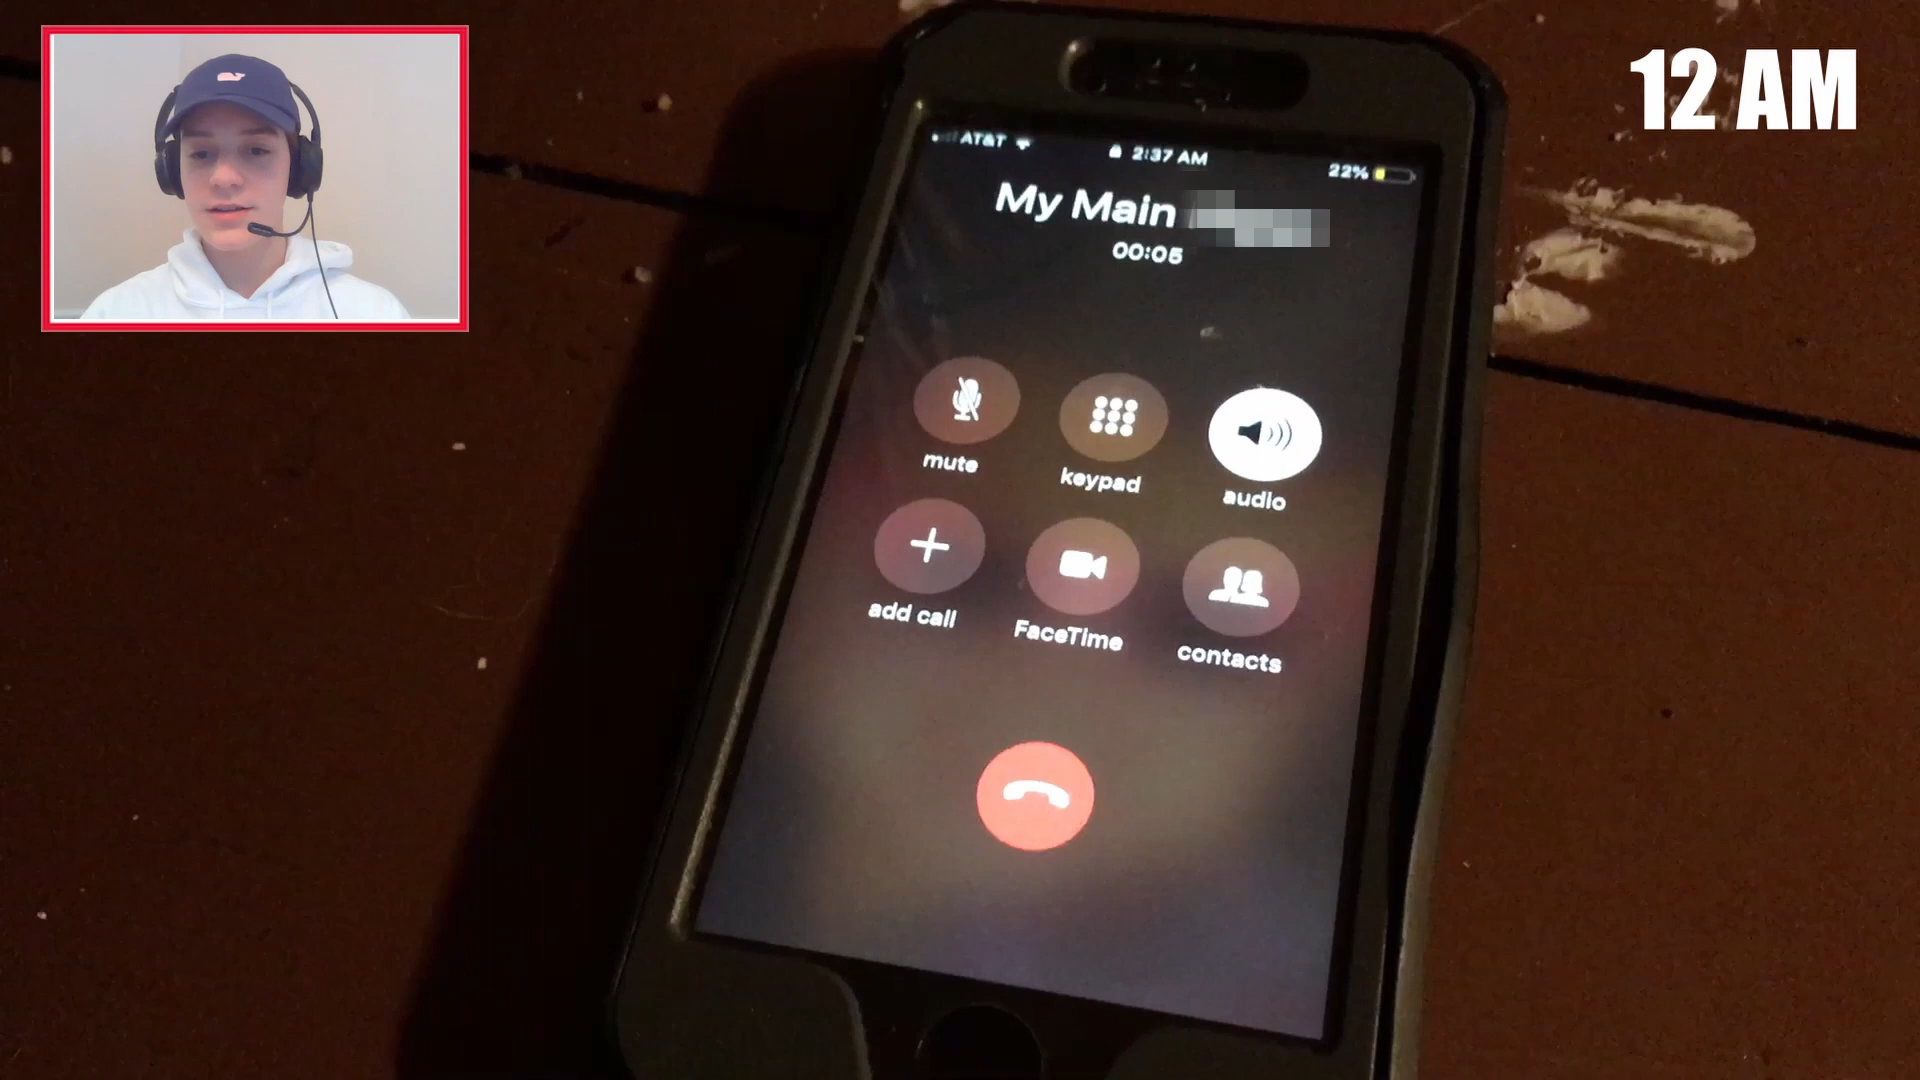 12 AM
AT&T 2:37 AM 22%
My Main
00:05
mute keypad audio
add call FaceTime contacts